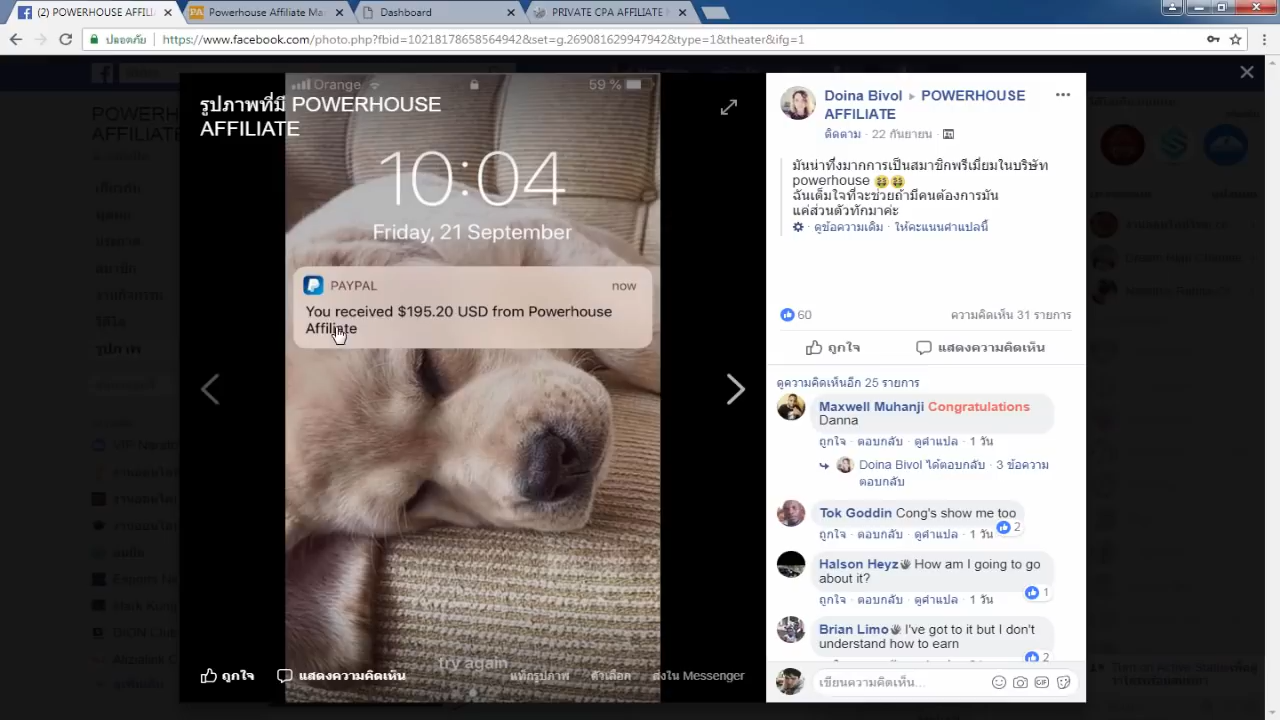 (2) POWERHOUSE AFFILI
Powerhouse Affiliate Ma
Dashboard
PRIVATE CPA AFFILIATE
ปลอดภัย
https://www.facebook.com/photo.php?fbid=10218178658564942&set=g.269081629947942&type=1&theater&ifg=1
รูปภาพที่มี POWERHOUSE
AFFILIATE
Orange
59 %
10:04
Friday, 21 September
PAYPAL
now
You received $195.20 USD from Powerhouse
Affiliate
try again
ถูกใจ
แสดงความคิดเห็น
แท็กรูปภาพ
ตัวเลือก
ส่งใน Messenger
Doina Bivol ▸ POWERHOUSE
AFFILIATE
ติดตาม · 22 กันยายน ·
มันน่าทึ่งมากการเป็นสมาชิกพรีเมี่ยมในบริษัท
powerhouse
ฉันเต็มใจที่จะช่วยถ้ามีคนต้องการมัน
แค่ส่วนตัวทักมาค่ะ
· ดูข้อความเดิม · ให้คะแนนคำแปลนี้
60
ความคิดเห็น 31 รายการ
ถูกใจ
แสดงความคิดเห็น
ดูความคิดเห็นอีก 25 รายการ
Maxwell Muhanji Congratulations
Danna
ถูกใจ · ตอบกลับ · ดูคำแปล · 1 วัน
Doina Bivol ได้ตอบกลับ · 3 ข้อความ
ตอบกลับ
Tok Goddin Cong's show me too
2
ถูกใจ · ตอบกลับ · ดูคำแปล · 1 วัน
Halson Heyz How am I going to go
about it?
1
ถูกใจ · ตอบกลับ · ดูคำแปล · 1 วัน
Brian Limo I've got to it but I don't
understand how to earn
2
เขียนความคิดเห็น...
POWERHOUSE
AFFILIATE